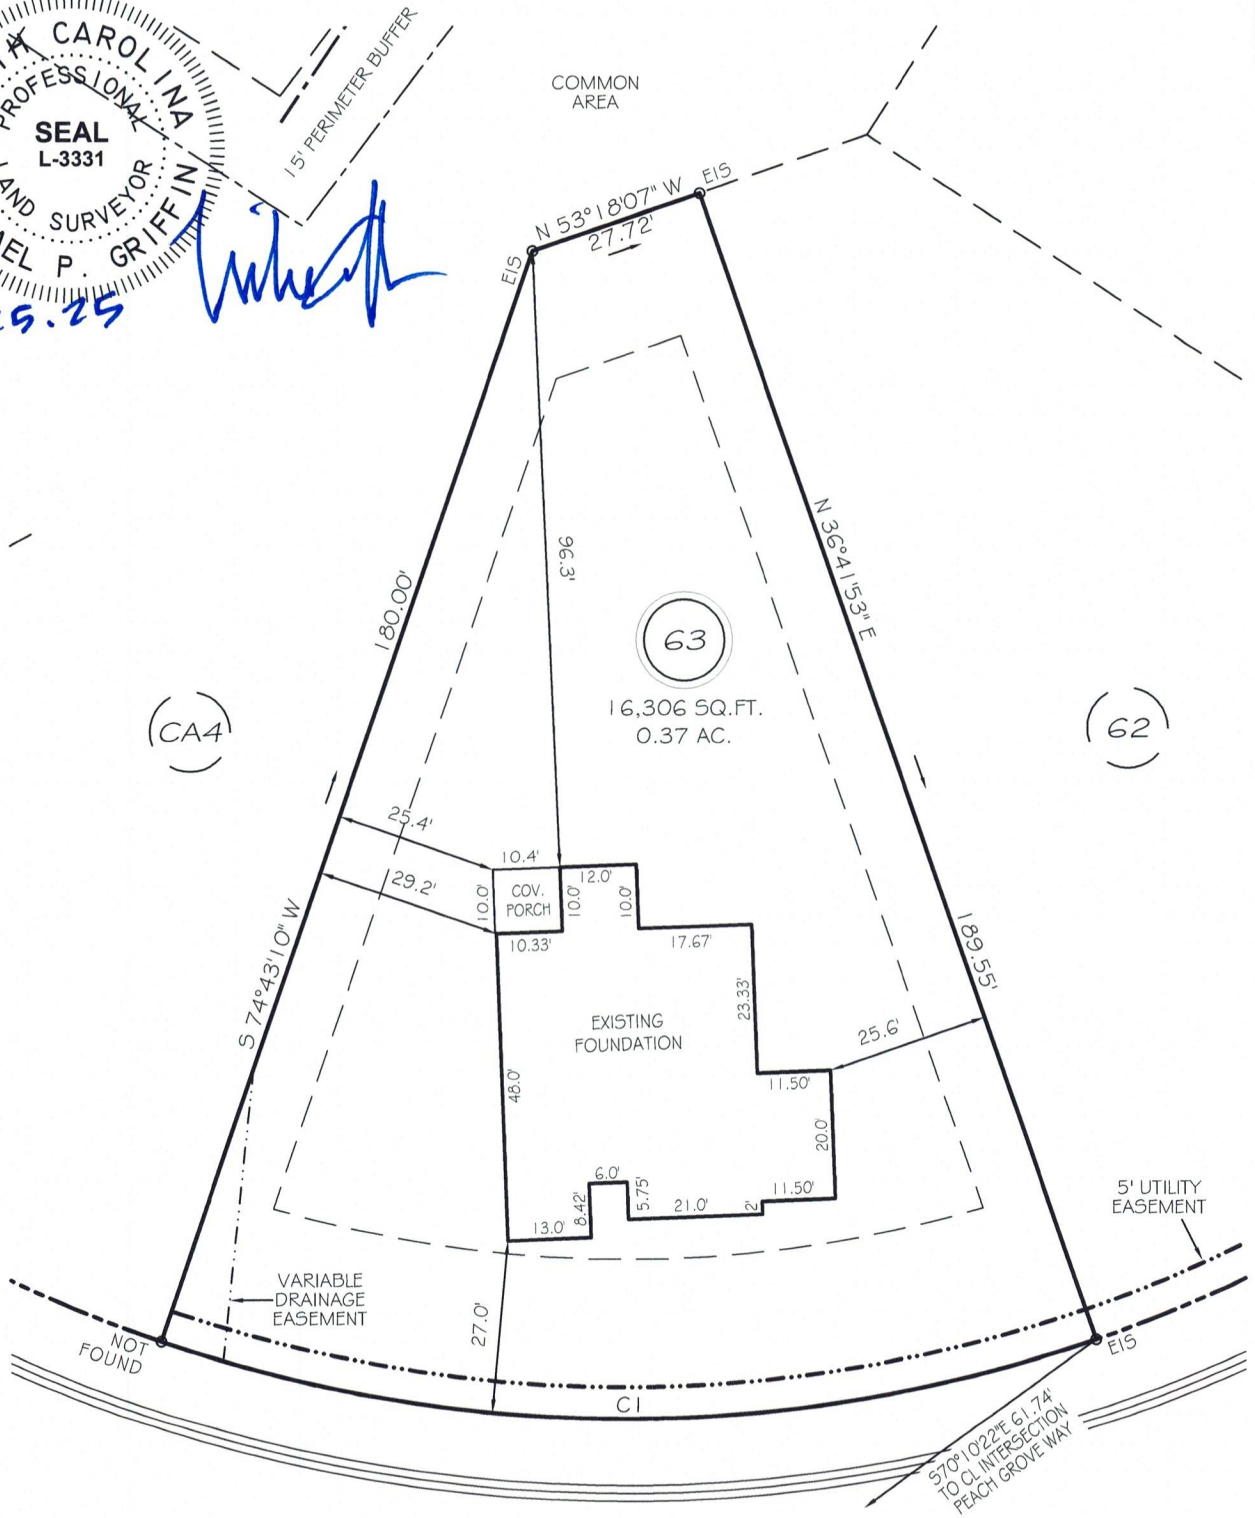 CAROLINA
PROFESSIONAL
SEAL
L-3331
LAND SURVEYOR
P. GRIFFIN
5.25
15' PERIMETER BUFFER
COMMON
AREA
EIS
N 53°18'07" W
27.72'
EIS
96.3'
180.00'
N 36°41'53" E
63
16,306 SQ.FT.
0.37 AC.
CA4
62
25.4'
29.2'
10.4'
10.0'
COV.
PORCH
10.0'
12.0'
10.0'
10.33'
17.67'
S 74°43'10" W
189.55'
23.33'
EXISTING
FOUNDATION
25.6'
11.50'
48.0'
20.0'
6.0'
8.42'
5.75'
13.0'
21.0'
2'
11.50'
5' UTILITY
EASEMENT
VARIABLE
DRAINAGE
EASEMENT
27.0'
NOT
FOUND
EIS
C1
S70°10'22"E 61.74'
TO CL INTERSECTION
PEACH GROVE WAY